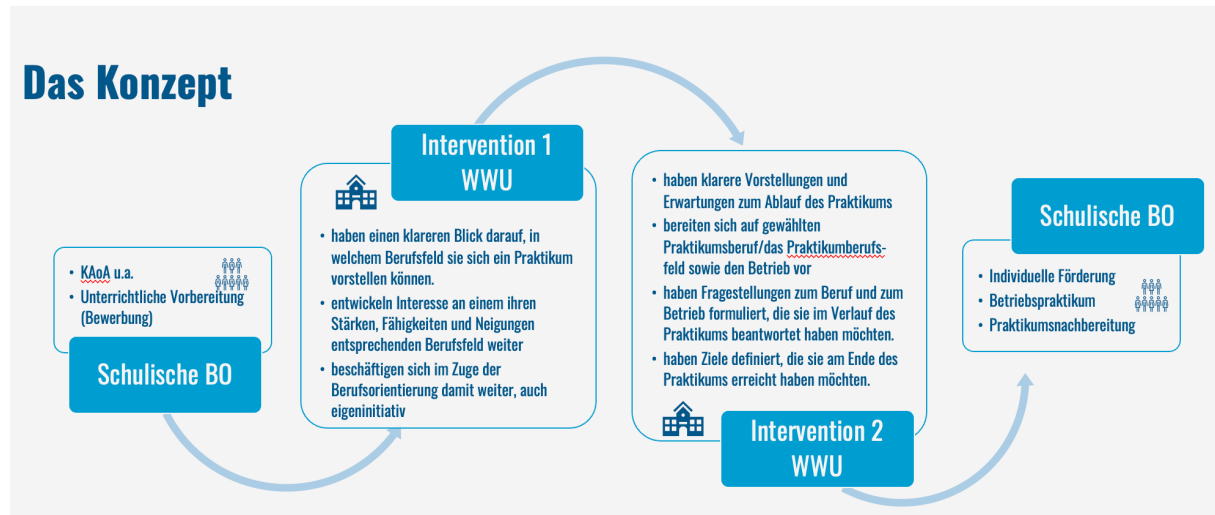 Das Konzept
• KAoA u.a.
• Unterrichtliche Vorbereitung
(Bewerbung)
Schulische BO
Intervention 1
WWU
• haben einen klareren Blick darauf, in
welchem Berufsfeld sie sich ein Praktikum
vorstellen können.
• entwickeln Interesse an einem ihren
Stärken, Fähigkeiten und Neigungen
entsprechenden Berufsfeld weiter
• beschäftigen sich im Zuge der
Berufsorientierung damit weiter, auch
eigeninitiativ
• haben klarere Vorstellungen und
Erwartungen zum Ablauf des Praktikums
• bereiten sich auf gewählten
Praktikumsberuf/das Praktikumberufs-
feld sowie den Betrieb vor
• haben Fragestellungen zum Beruf und zum
Betrieb formuliert, die sie im Verlauf des
Praktikums beantwortet haben möchten.
• haben Ziele definiert, die sie am Ende des
Praktikums erreicht haben möchten.
Intervention 2
WWU
Schulische BO
• Individuelle Förderung
• Betriebspraktikum
• Praktikumsnachbereitung